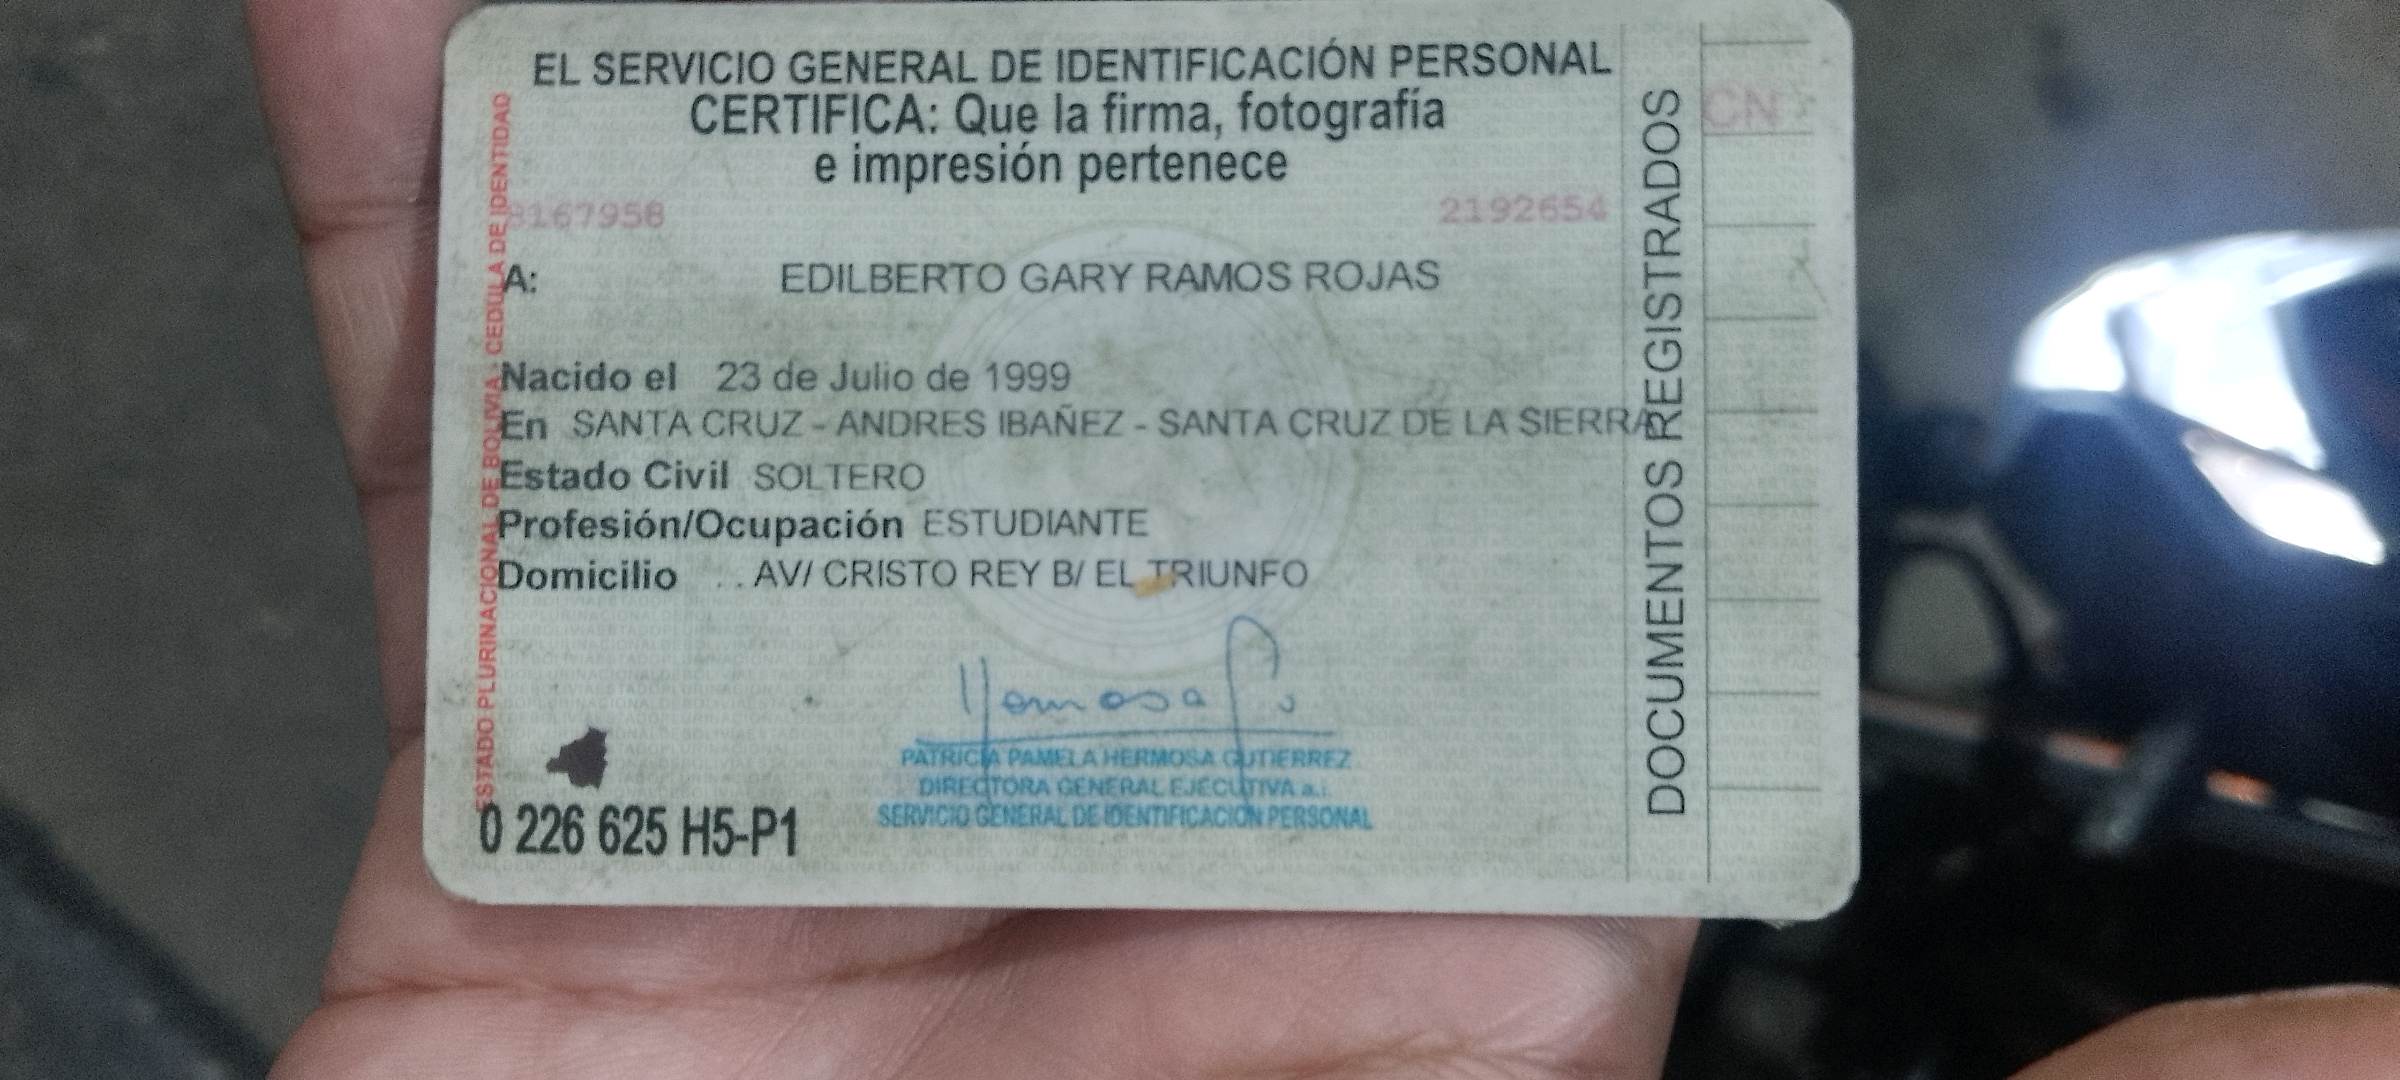 EL SERVICIO GENERAL DE IDENTIFICACIÓN PERSONAL
CERTIFICA: Que la firma, fotografía
e impresión pertenece
8167958 2192654
A: EDILBERTO GARY RAMOS ROJAS
Nacido el 23 de Julio de 1999
En SANTA CRUZ - ANDRES IBAÑEZ - SANTA CRUZ DE LA SIERRA
Estado Civil SOLTERO
Profesión/Ocupación ESTUDIANTE
Domicilio . . AV/ CRISTO REY B/ EL TRIUNFO
PATRICIA PAMELA HERMOSA GUTIERREZ
DIRECTORA GENERAL EJECUTIVA a.i.
SERVICIO GENERAL DE IDENTIFICACIÓN PERSONAL
0 226 625 H5-P1
ESTADO PLURINACIONAL DE BOLIVIA - CEDULA DE IDENTIDAD
DOCUMENTOS REGISTRADOS
CN